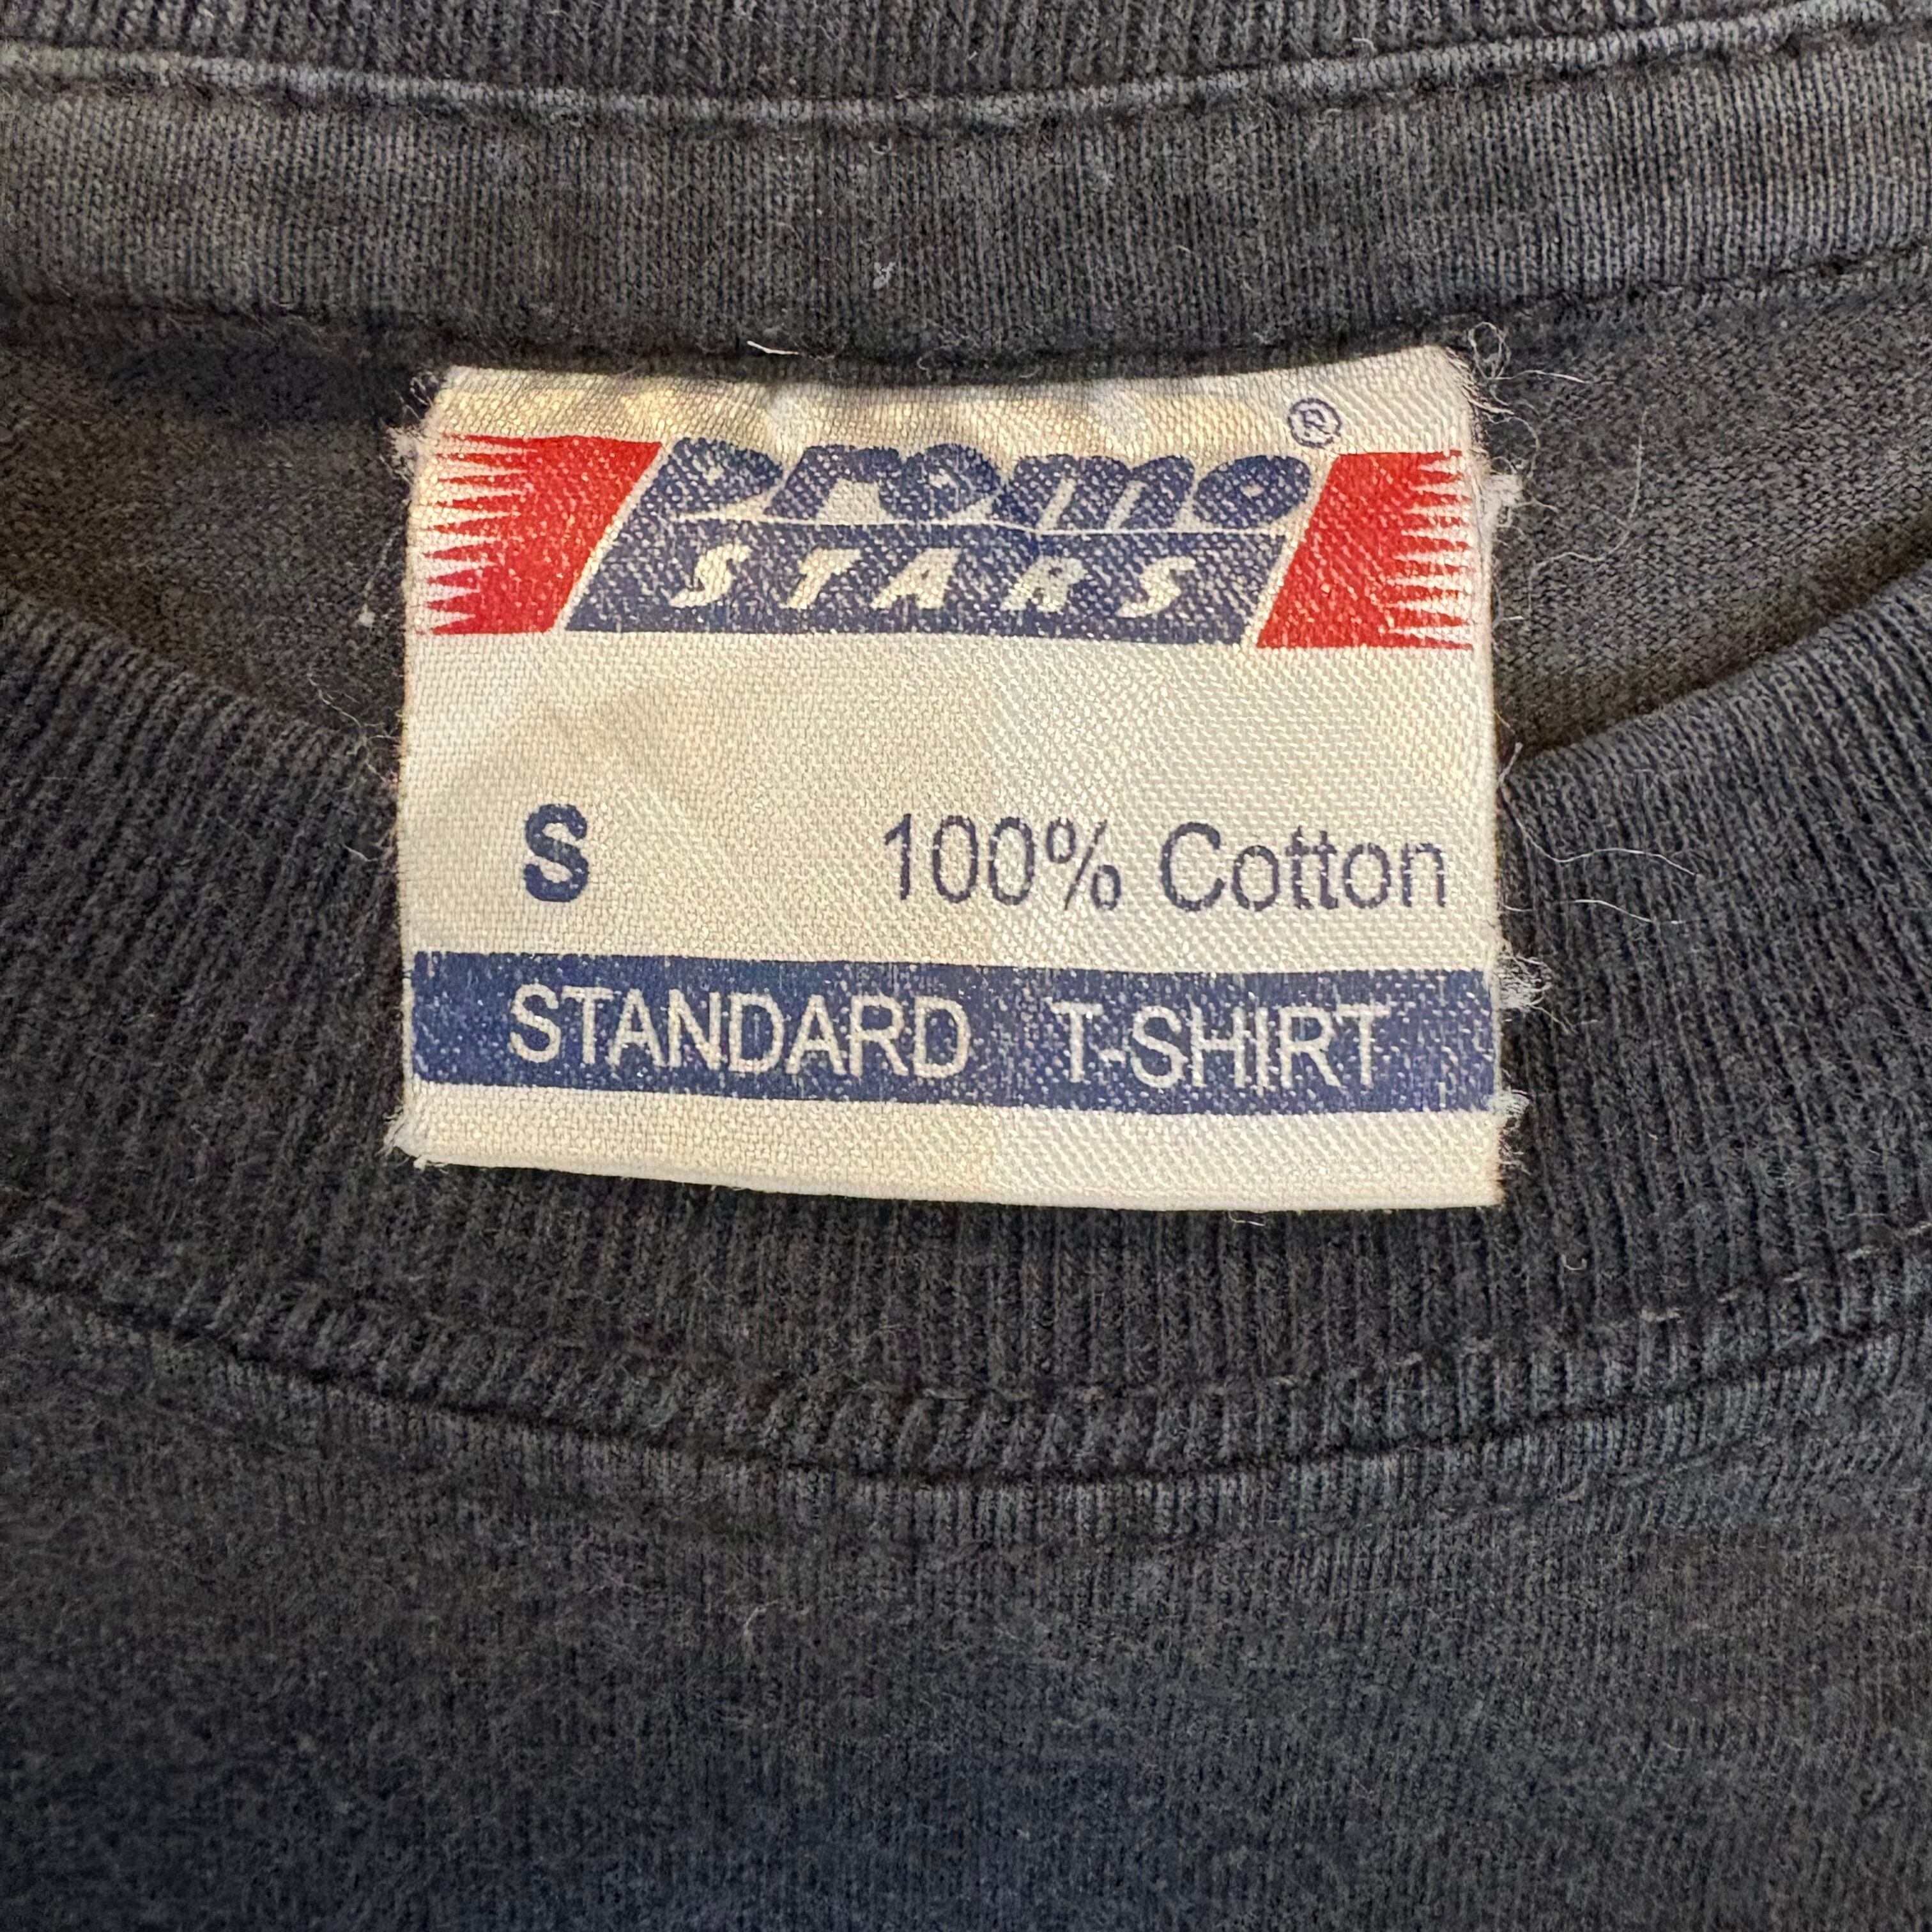 promo®
STARS
S 100% Cotton
STANDARD T-SHIRT